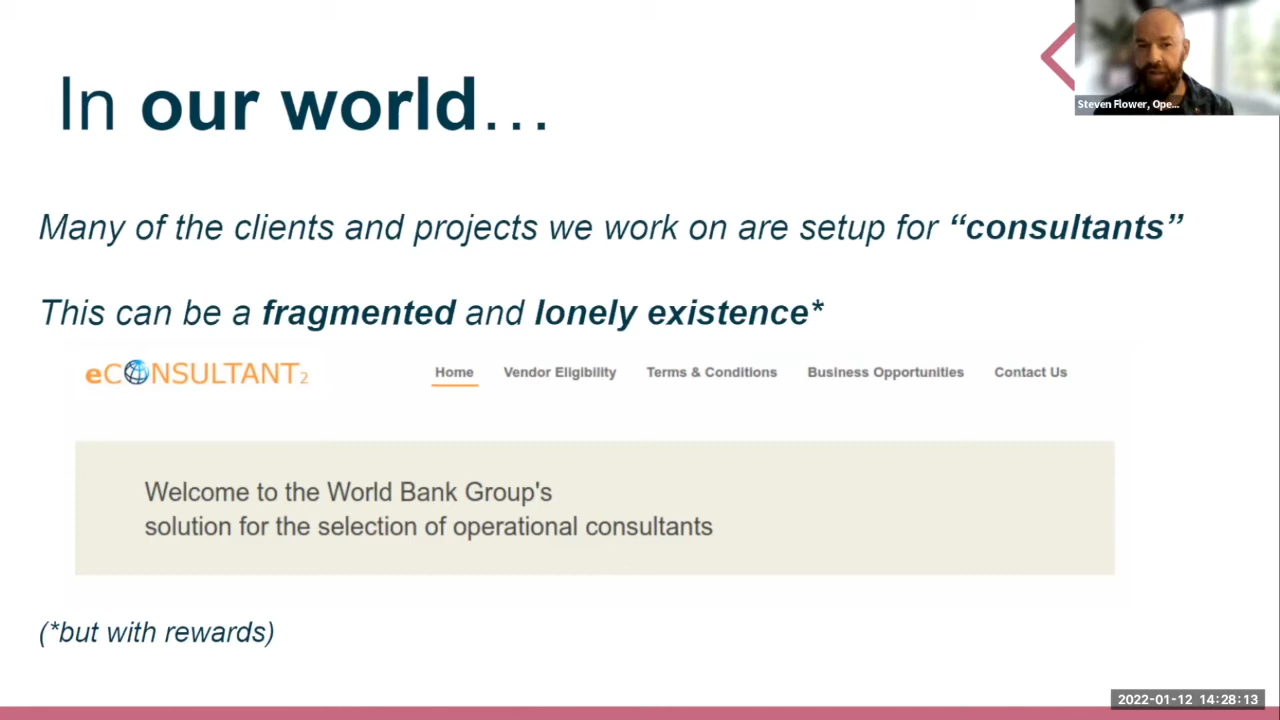 In our world…
Steven Flower, Ope...
Many of the clients and projects we work on are setup for “consultants”
This can be a fragmented and lonely existence*
eCONSULTANT2
Home Vendor Eligibility Terms & Conditions Business Opportunities Contact Us
Welcome to the World Bank Group's
solution for the selection of operational consultants
(*but with rewards)
2022-01-12 14:28:13